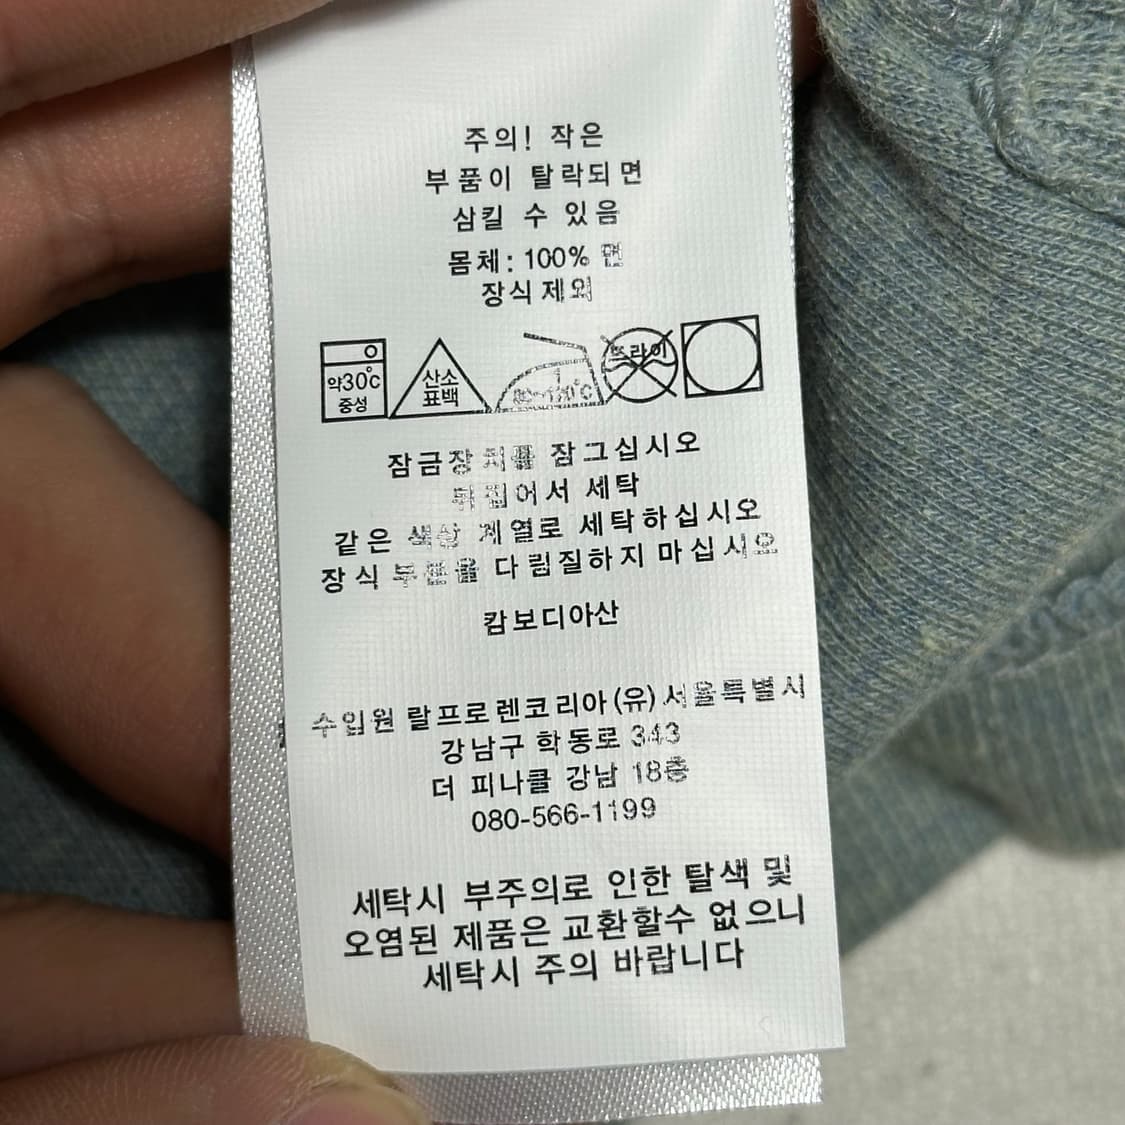 주의! 작은
부품이 탈락되면
삼킬 수 있음
몸체: 100% 면
장식 제외
약30℃
중성
산소
표백
드라이
잠금장치를 잠그십시오
뒤집어서 세탁
같은 색상 계열로 세탁하십시오
장식 부분을 다림질하지 마십시오
캄보디아산
수입원 랄프로렌코리아(유) 서울특별시
강남구 학동로 343
더 피나클 강남 18층
080-566-1199
세탁시 부주의로 인한 탈색 및
오염된 제품은 교환할수 없으니
세탁시 주의 바랍니다